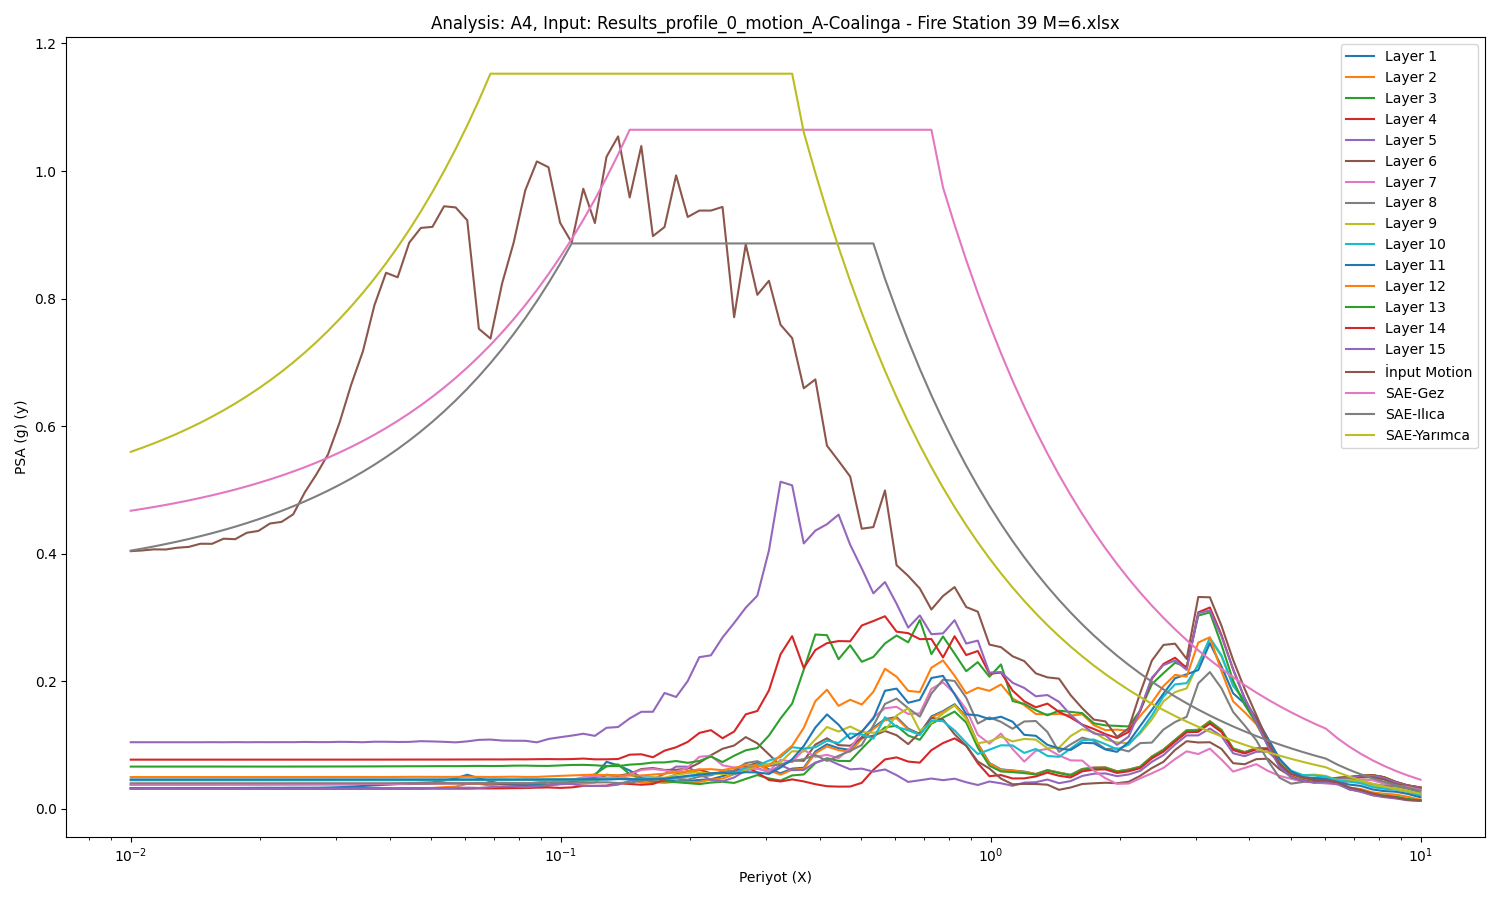 Analysis: A4, Input: Results_profile_0_motion_A-Coalinga - Fire Station 39 M=6.xlsx
1.2
1.0
0.8
0.6
0.4
0.2
0.0
PSA (g) (y)
10⁻²
10⁻¹
10⁰
10¹
Periyot (X)
Layer 1
Layer 2
Layer 3
Layer 4
Layer 5
Layer 6
Layer 7
Layer 8
Layer 9
Layer 10
Layer 11
Layer 12
Layer 13
Layer 14
Layer 15
İnput Motion
SAE-Gez
SAE-Ilıca
SAE-Yarımca